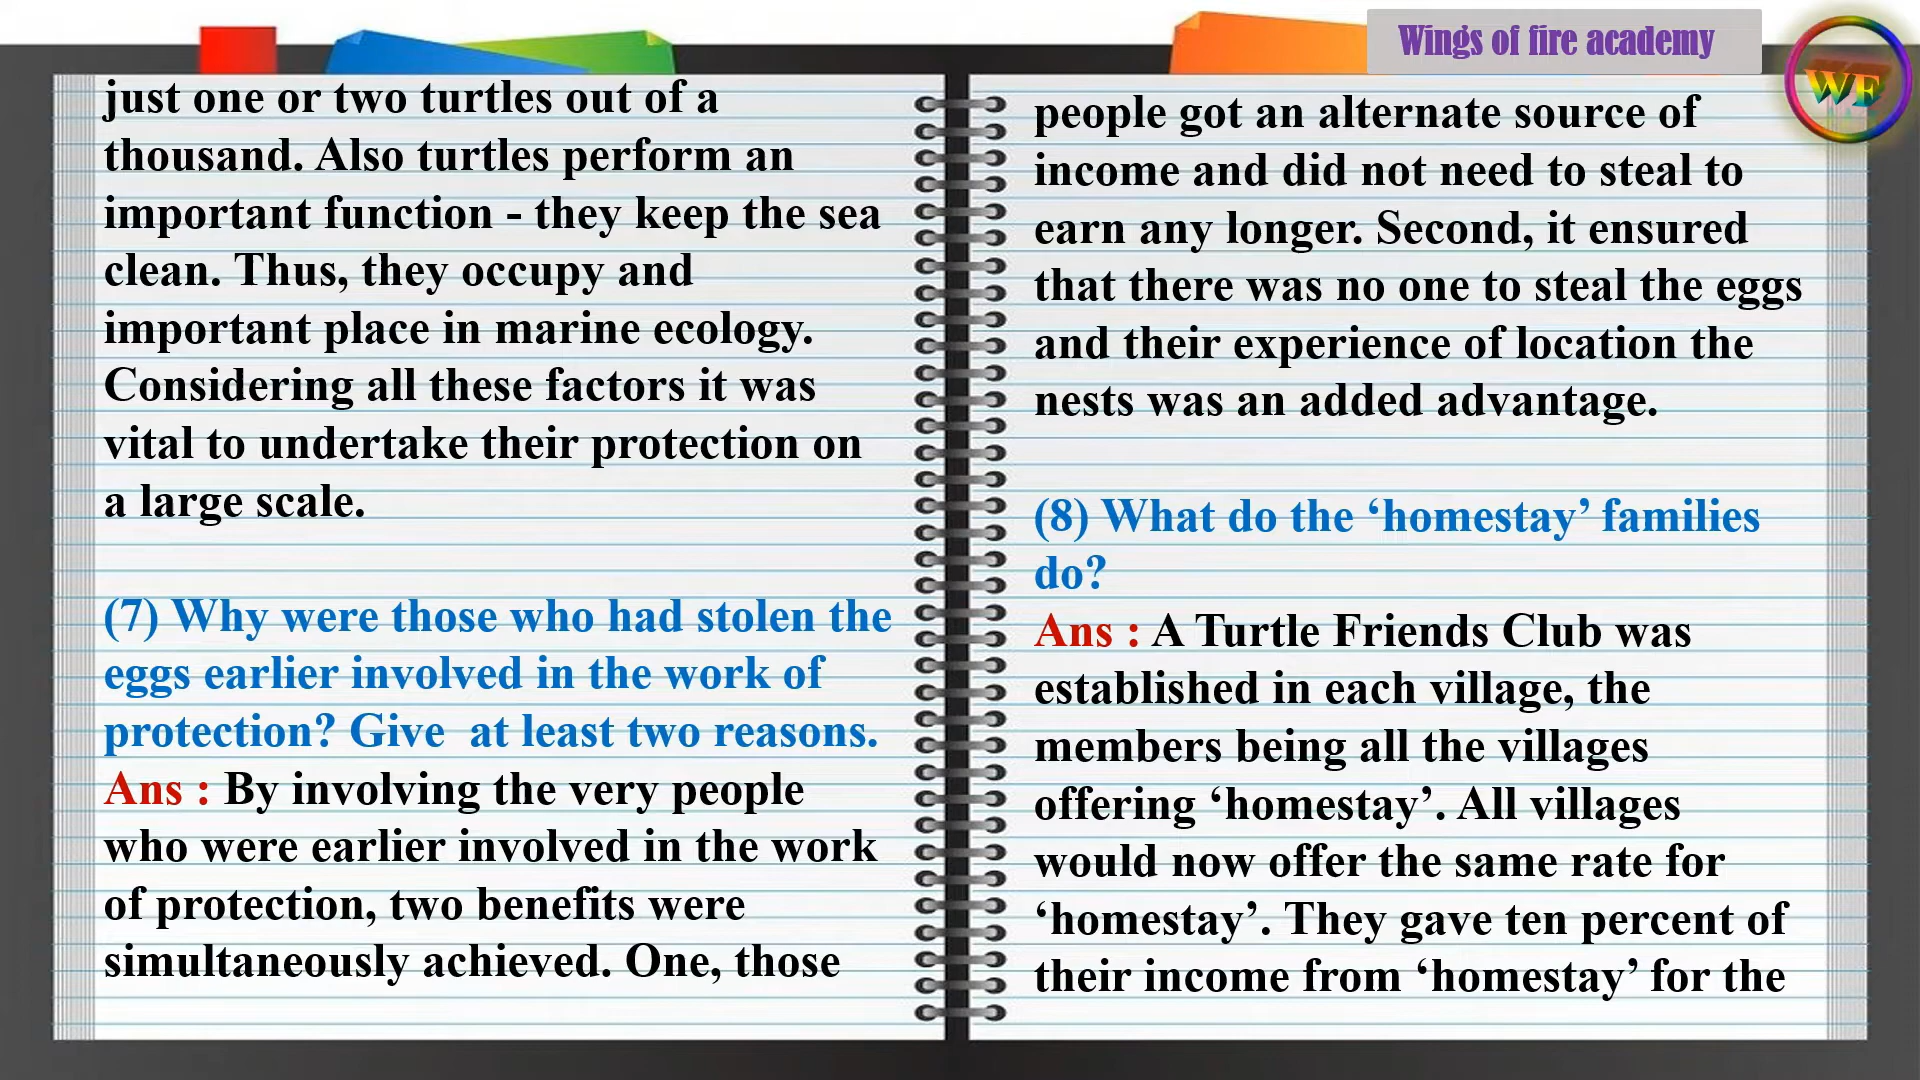 just one or two turtles out of a
thousand. Also turtles perform an
important function - they keep the sea
clean. Thus, they occupy and
important place in marine ecology.
Considering all these factors it was
vital to undertake their protection on
a large scale.
(7) Why were those who had stolen the
eggs earlier involved in the work of
protection? Give  at least two reasons.
Ans : By involving the very people
who were earlier involved in the work
of protection, two benefits were
simultaneously achieved. One, those
Wings of fire academy
WF
people got an alternate source of
income and did not need to steal to
earn any longer. Second, it ensured
that there was no one to steal the eggs
and their experience of location the
nests was an added advantage.
(8) What do the ‘homestay’ families
do?
Ans : A Turtle Friends Club was
established in each village, the
members being all the villages
offering ‘homestay’. All villages
would now offer the same rate for
‘homestay’. They gave ten percent of
their income from ‘homestay’ for the